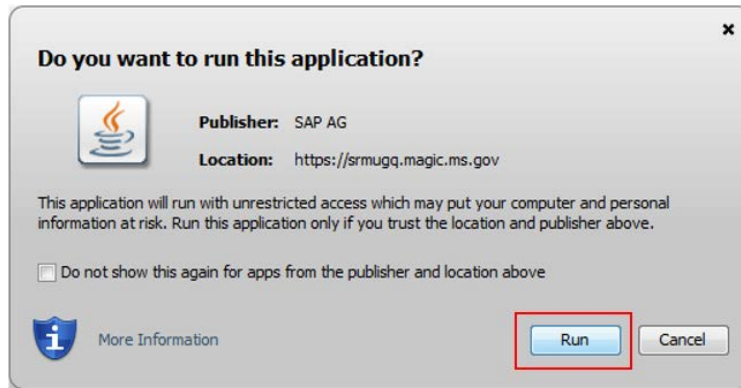 Do you want to run this application?
Publisher: SAP AG
Location: https://srmugq.magic.ms.gov
This application will run with unrestricted access which may put your computer and personal
information at risk. Run this application only if you trust the location and publisher above.
Do not show this again for apps from the publisher and location above
More Information
Run
Cancel